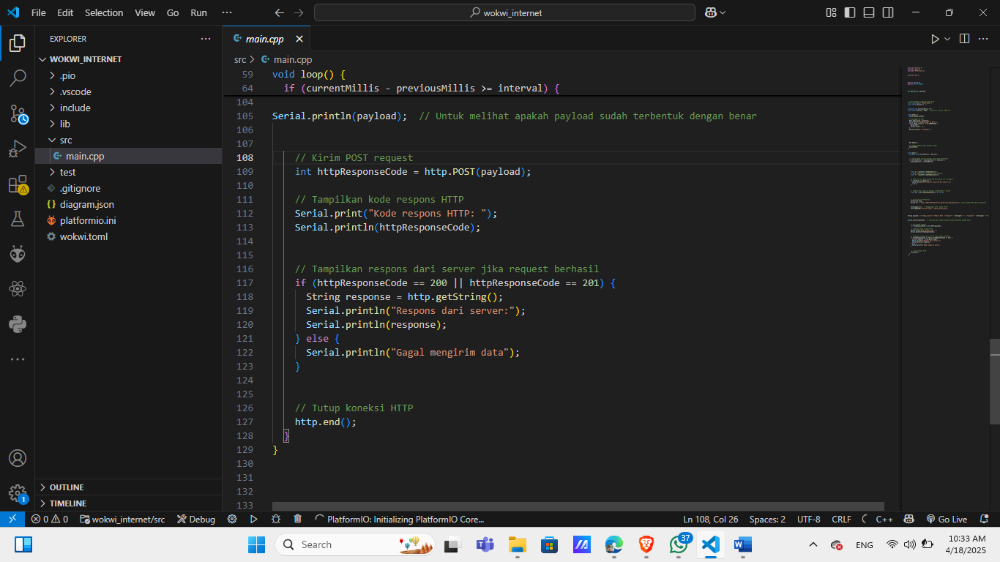 File Edit Selection View Go Run ···
wokwi_internet
EXPLORER ···
WOKWI_INTERNET
.pio
.vscode
include
lib
src
main.cpp
test
.gitignore
diagram.json
platformio.ini
wokwi.toml
OUTLINE
TIMELINE
main.cpp
src > main.cpp
59 void loop() {
64 if (currentMillis - previousMillis >= interval) {
104
105 Serial.println(payload);  // Untuk melihat apakah payload sudah terbentuk dengan benar
106
107
108 // Kirim POST request
109 int httpResponseCode = http.POST(payload);
110
111 // Tampilkan kode respons HTTP
112 Serial.print("Kode respons HTTP: ");
113 Serial.println(httpResponseCode);
114
115
116 // Tampilkan respons dari server jika request berhasil
117 if (httpResponseCode == 200 || httpResponseCode == 201) {
118 String response = http.getString();
119 Serial.println("Respons dari server:");
120 Serial.println(response);
121 } else {
122 Serial.println("Gagal mengirim data");
123 }
124
125
126 // Tutup koneksi HTTP
127 http.end();
128 }
129 }
130
131
132
133
1
0 0 wokwi_internet/src Debug PlatformIO: Initializing PlatformIO Core... Ln 108, Col 26 Spaces: 2 UTF-8 CRLF C++ Go Live
Search 37 ENG 10:33 AM
4/18/2025